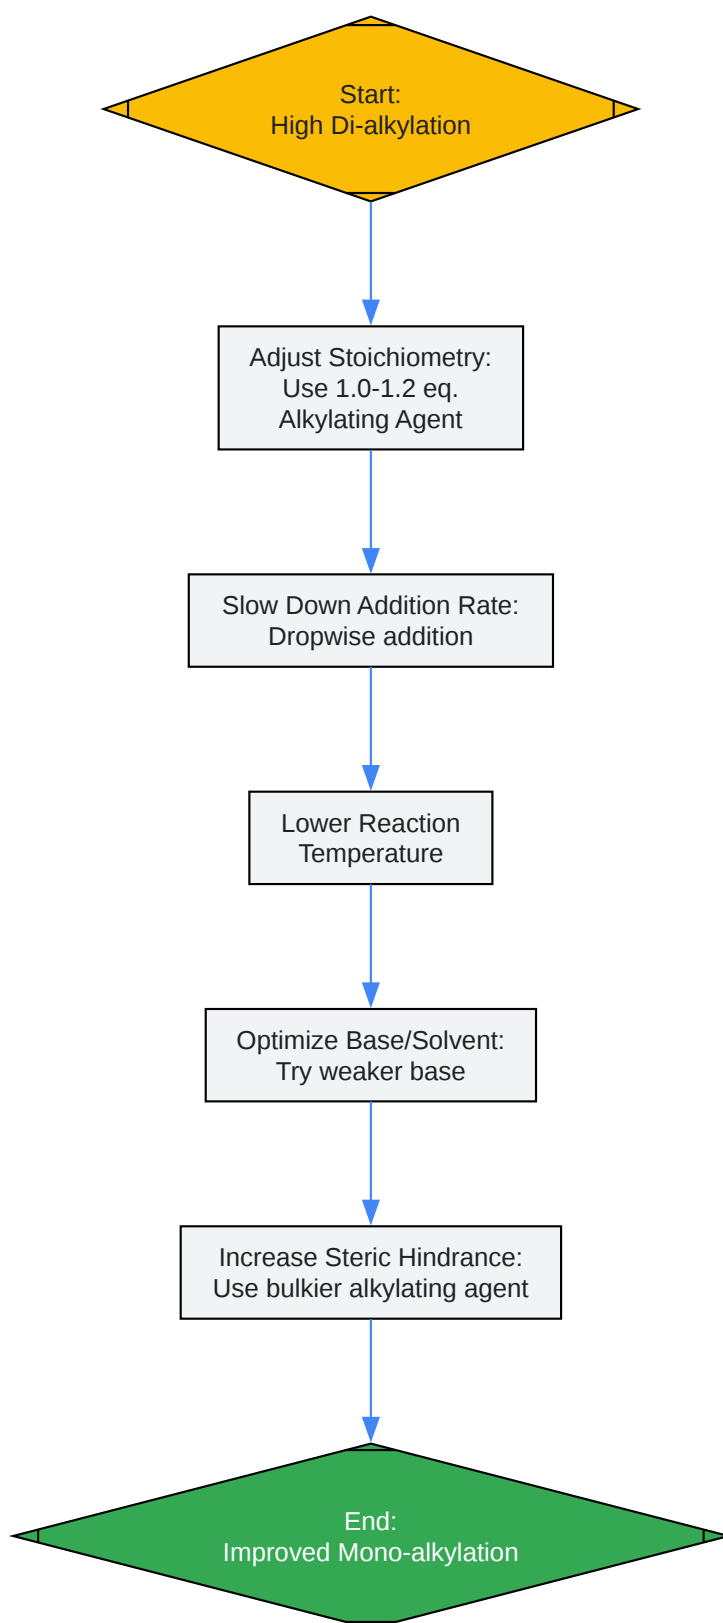 Start:
High Di-alkylation
Adjust Stoichiometry:
Use 1.0-1.2 eq.
Alkylating Agent
Slow Down Addition Rate:
Dropwise addition
Lower Reaction
Temperature
Optimize Base/Solvent:
Try weaker base
Increase Steric Hindrance:
Use bulkier alkylating agent
End:
Improved Mono-alkylation